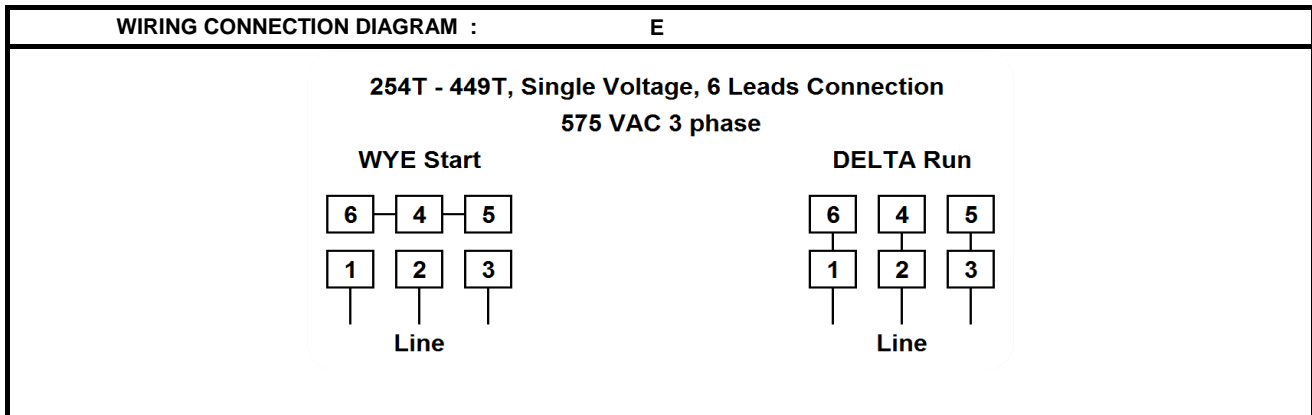 WIRING CONNECTION DIAGRAM : E
254T - 449T, Single Voltage, 6 Leads Connection
575 VAC 3 phase
WYE Start
6 4 5
1 2 3
Line
DELTA Run
6 4 5
1 2 3
Line